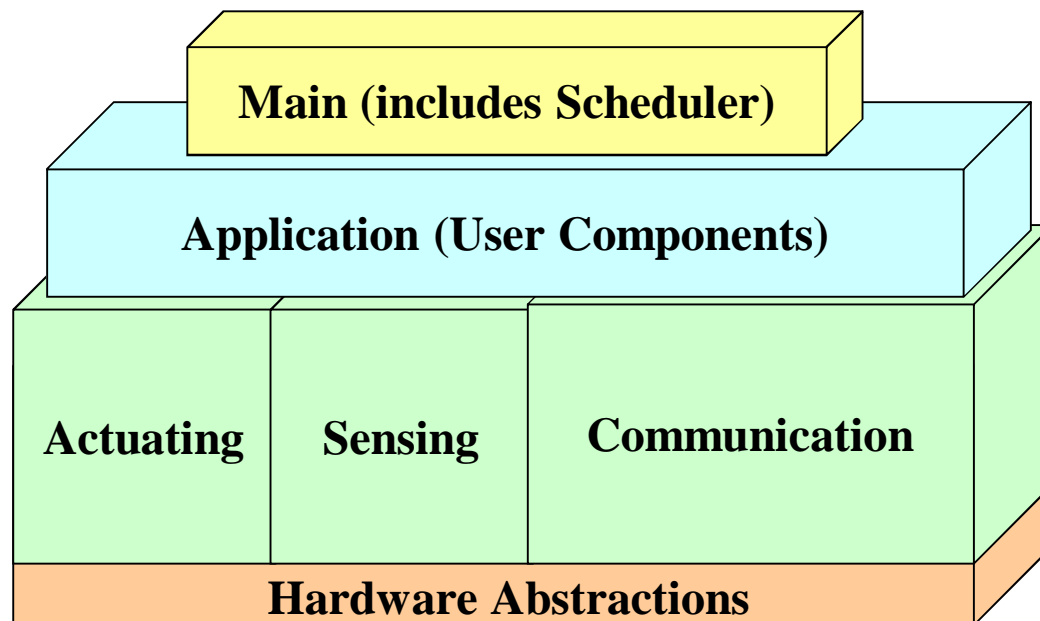 Main (includes Scheduler)
Application (User Components)
Actuating
Sensing
Communication
Hardware Abstractions